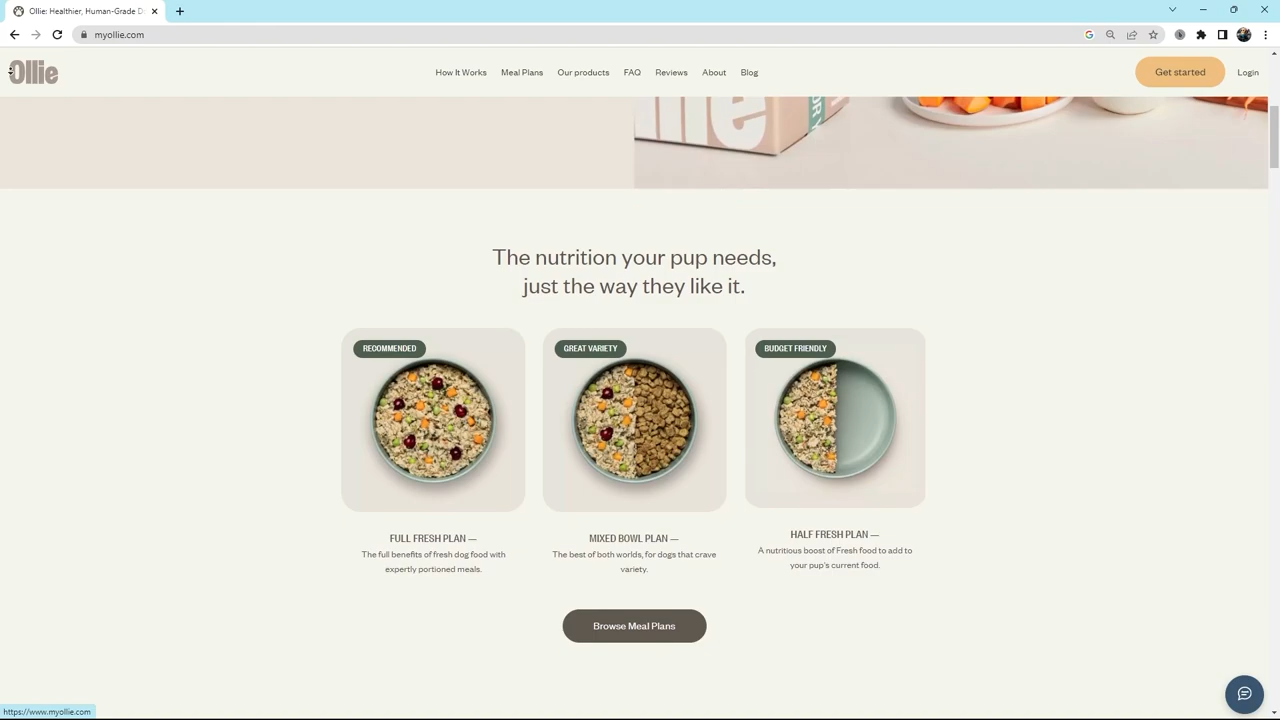 Ollie: Healthier, Human-Grade D
myollie.com
Ollie
How It Works
Meal Plans
Our products
FAQ
Reviews
About
Blog
Get started
Login
The nutrition your pup needs,
just the way they like it.
RECOMMENDED
GREAT VARIETY
BUDGET FRIENDLY
FULL FRESH PLAN —
The full benefits of fresh dog food with
expertly portioned meals.
MIXED BOWL PLAN —
The best of both worlds, for dogs that crave
variety.
HALF FRESH PLAN —
A nutritious boost of Fresh food to add to
your pup's current food.
Browse Meal Plans
https://www.myollie.com